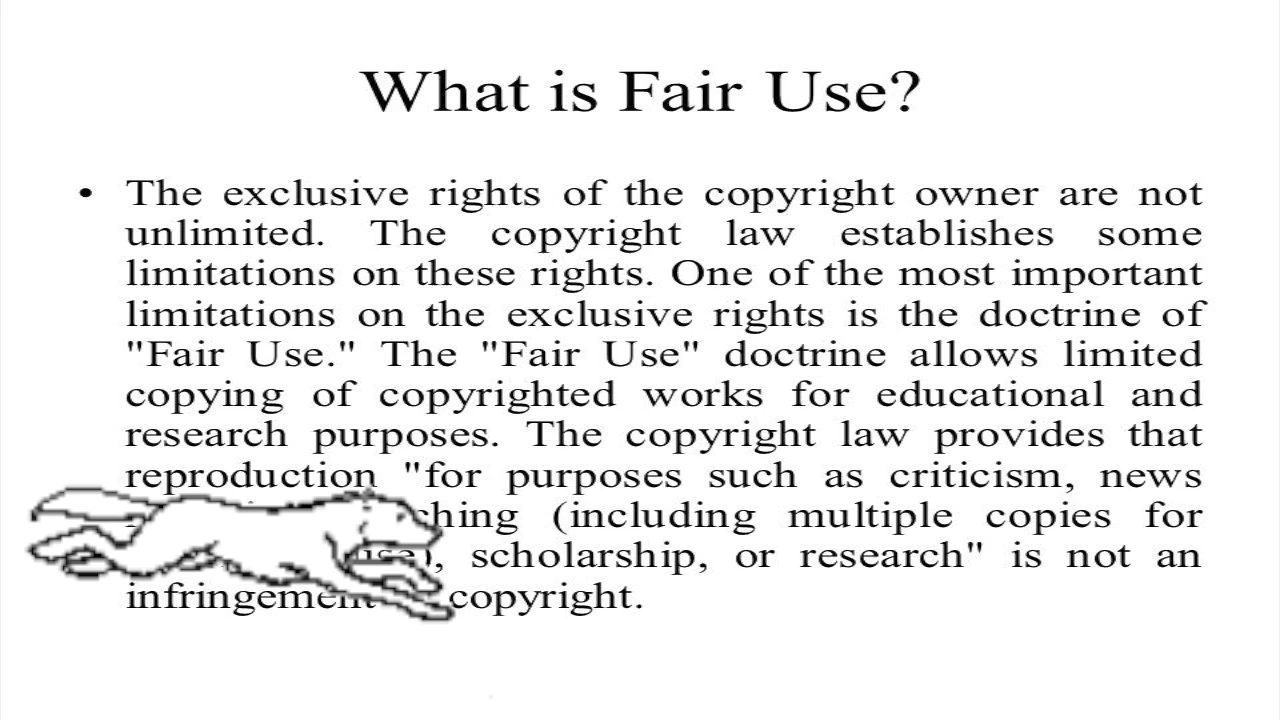 What is Fair Use?
• The exclusive rights of the copyright owner are not
unlimited. The copyright law establishes some
limitations on these rights. One of the most important
limitations on the exclusive rights is the doctrine of
"Fair Use." The "Fair Use" doctrine allows limited
copying of copyrighted works for educational and
research purposes. The copyright law provides that
reproduction "for purposes such as criticism, news
(including multiple copies for
scholarship, or research" is not an
copyright.